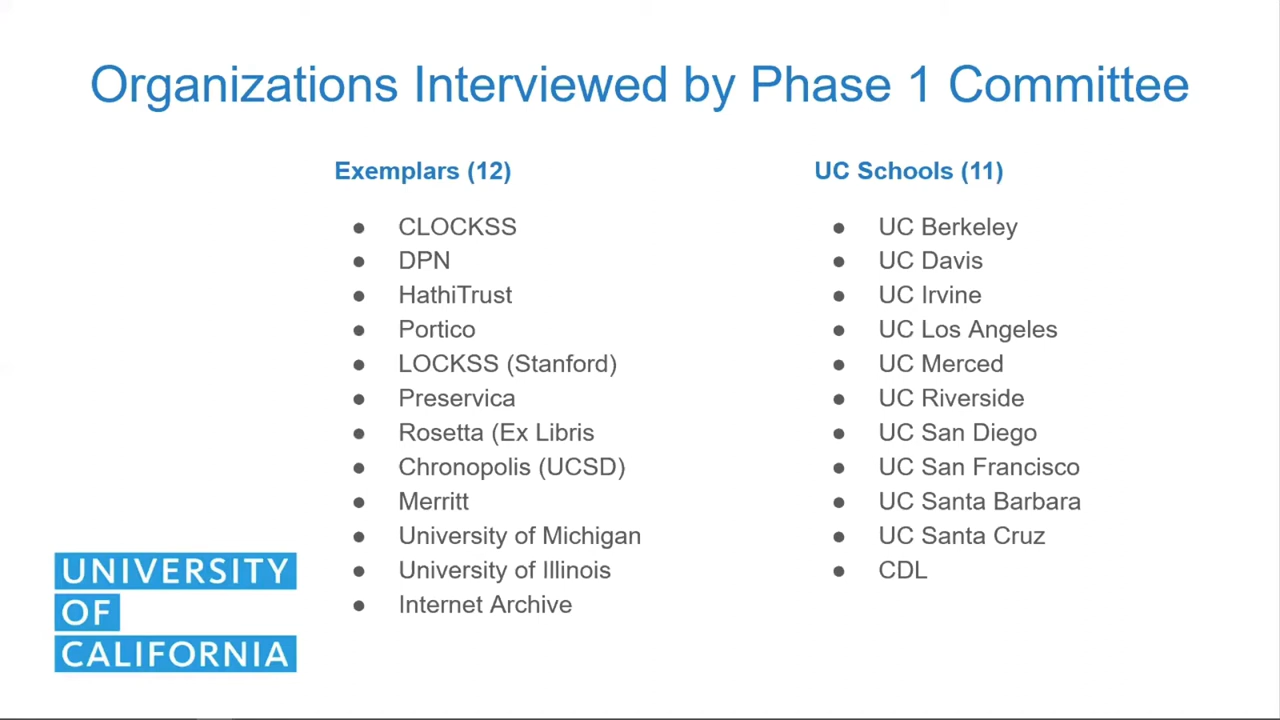 Organizations Interviewed by Phase 1 Committee
Exemplars (12)
● CLOCKSS
● DPN
● HathiTrust
● Portico
● LOCKSS (Stanford)
● Preservica
● Rosetta (Ex Libris
● Chronopolis (UCSD)
● Merritt
● University of Michigan
● University of Illinois
● Internet Archive
UC Schools (11)
● UC Berkeley
● UC Davis
● UC Irvine
● UC Los Angeles
● UC Merced
● UC Riverside
● UC San Diego
● UC San Francisco
● UC Santa Barbara
● UC Santa Cruz
● CDL
UNIVERSITY
OF
CALIFORNIA